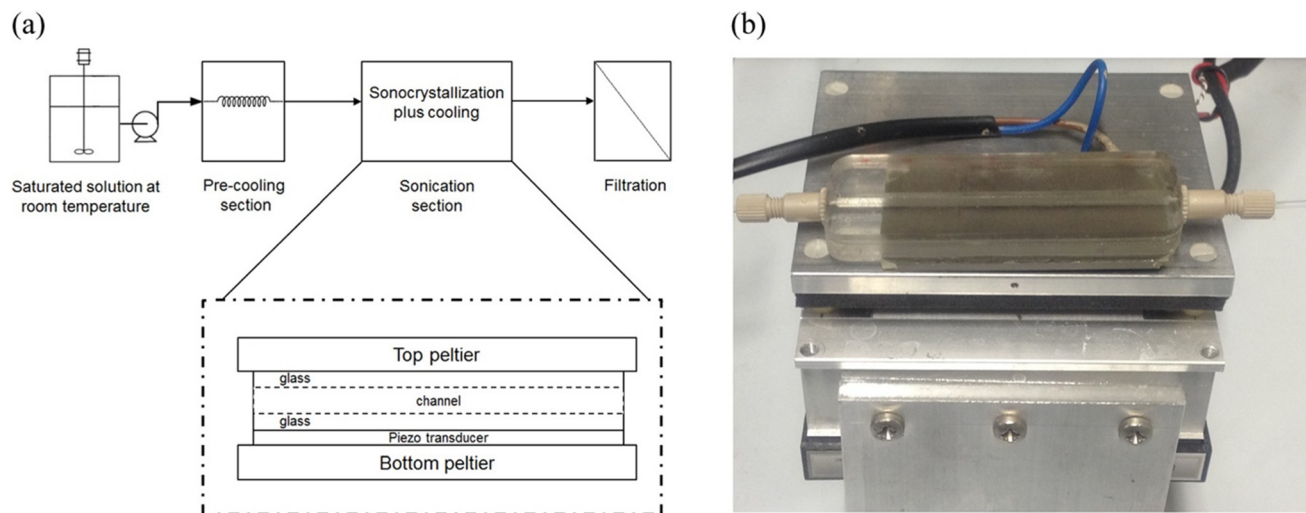 (a)
(b)
Sonocrystallization
plus cooling
Saturated solution at
room temperature
Pre-cooling
section
Sonication
section
Filtration
Top peltier
glass
channel
glass
Piezo transducer
Bottom peltier